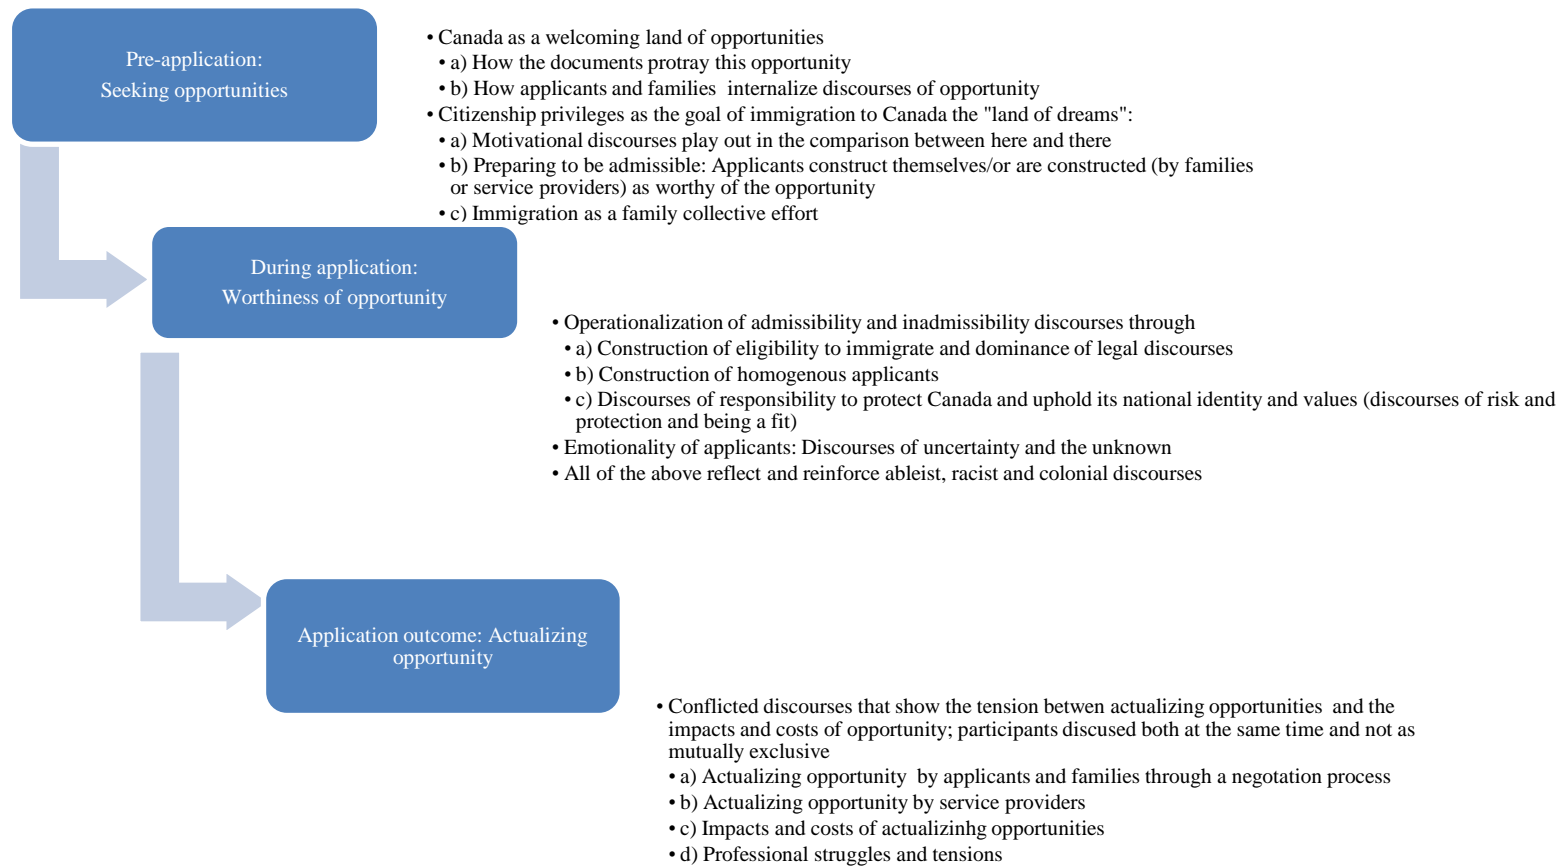 Pre-application:
Seeking opportunities
• Canada as a welcoming land of opportunities
• a) How the documents protray this opportunity
• b) How applicants and families internalize discourses of opportunity
• Citizenship privileges as the goal of immigration to Canada the "land of dreams":
• a) Motivational discourses play out in the comparison between here and there
• b) Preparing to be admissible: Applicants construct themselves/or are constructed (by families
or service providers) as worthy of the opportunity
• c) Immigration as a family collective effort
During application:
Worthiness of opportunity
• Operationalization of admissibility and inadmissibility discourses through
• a) Construction of eligibility to immigrate and dominance of legal discourses
• b) Construction of homogenous applicants
• c) Discourses of responsibility to protect Canada and uphold its national identity and values (discourses of risk and
protection and being a fit)
• Emotionality of applicants: Discourses of uncertainty and the unknown
• All of the above reflect and reinforce ableist, racist and colonial discourses
Application outcome: Actualizing
opportunity
• Conflicted discourses that show the tension betwen actualizing opportunities and the
impacts and costs of opportunity; participants discused both at the same time and not as
mutually exclusive
• a) Actualizing opportunity by applicants and families through a negotation process
• b) Actualizing opportunity by service providers
• c) Impacts and costs of actualizinhg opportunities
• d) Professional struggles and tensions